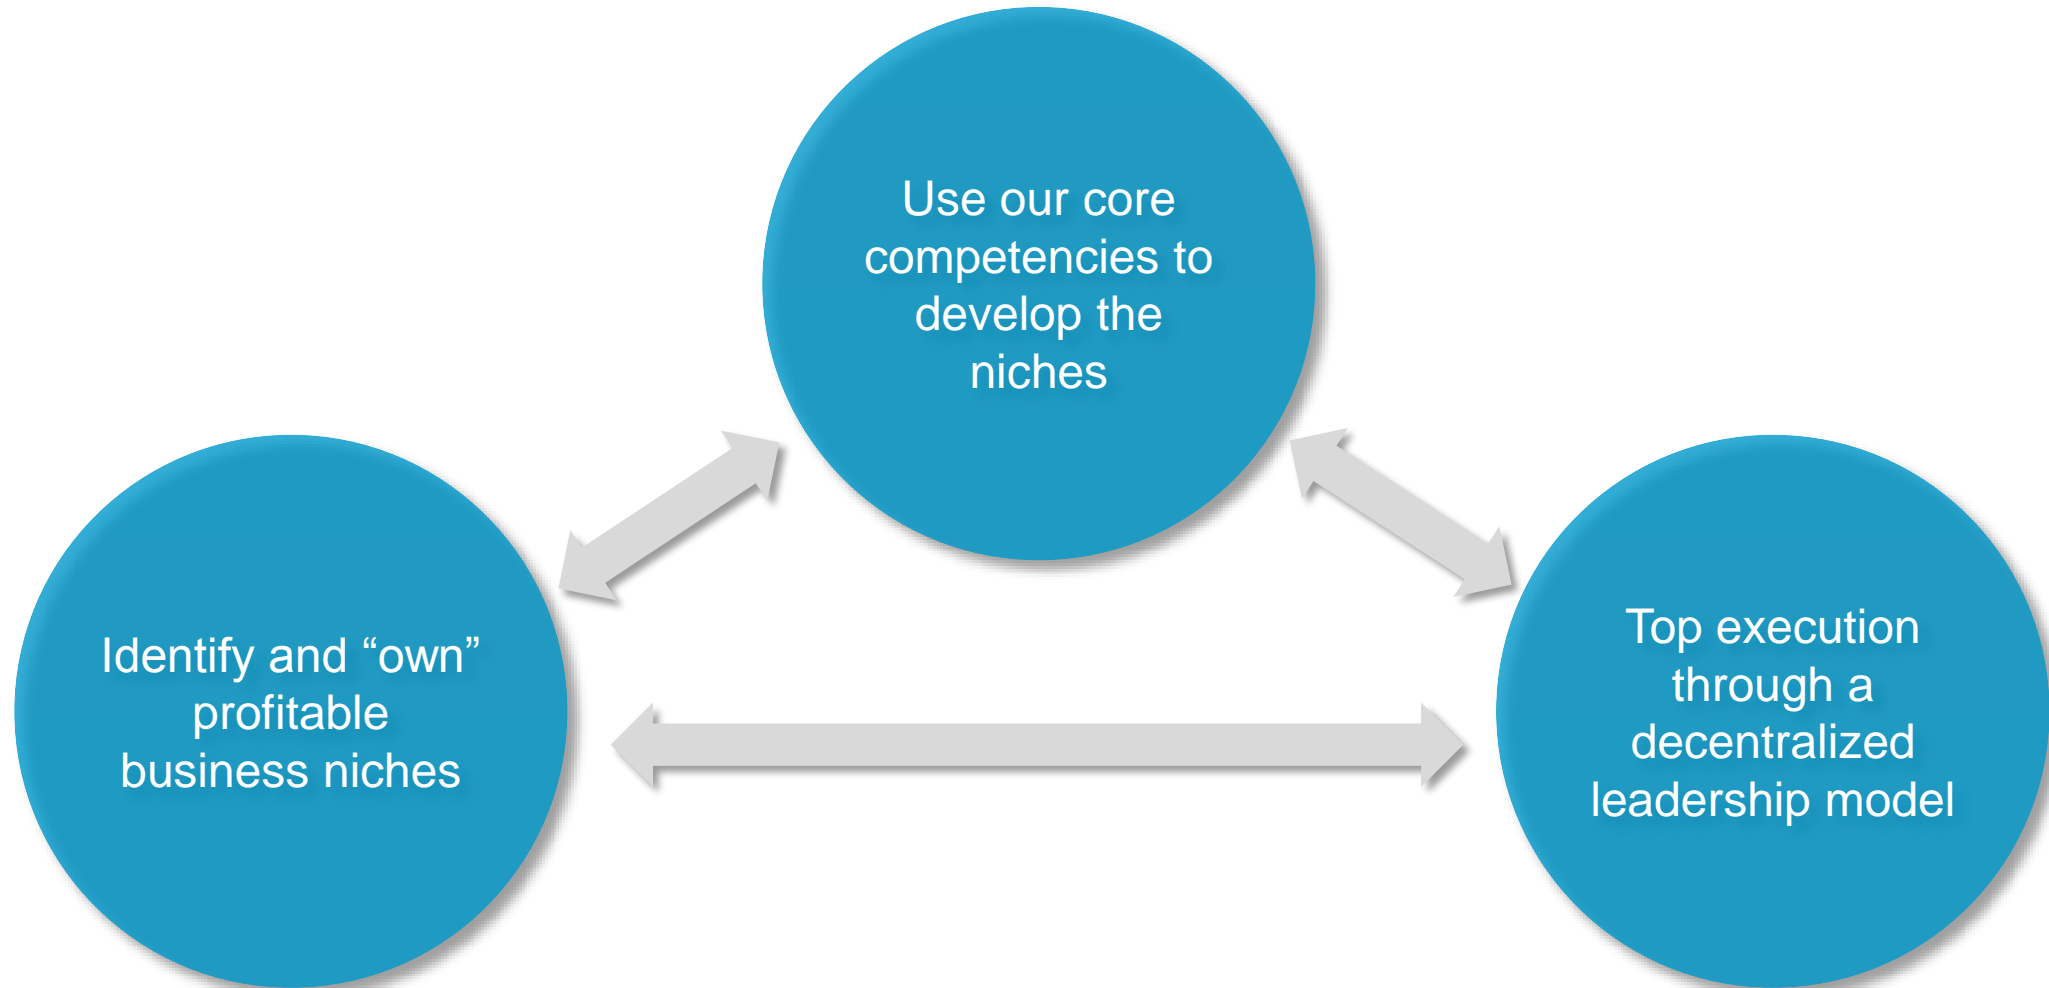 Use our core
competencies to
develop the
niches
Identify and “own”
profitable
business niches
Top execution
through a
decentralized
leadership model